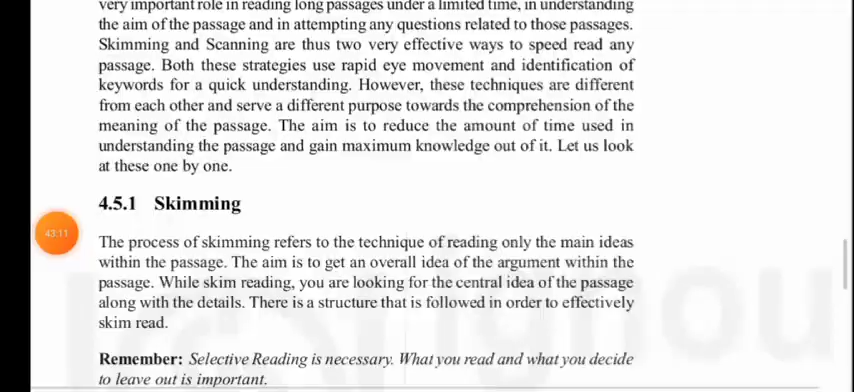 very important role in reading long passages under a limited time, in understanding
the aim of the passage and in attempting any questions related to those passages.
Skimming and Scanning are thus two very effective ways to speed read any
passage. Both these strategies use rapid eye movement and identification of
keywords for a quick understanding. However, these techniques are different
from each other and serve a different purpose towards the comprehension of the
meaning of the passage. The aim is to reduce the amount of time used in
understanding the passage and gain maximum knowledge out of it. Let us look
at these one by one.
4.5.1 Skimming
43:11
The process of skimming refers to the technique of reading only the main ideas
within the passage. The aim is to get an overall idea of the argument within the
passage. While skim reading, you are looking for the central idea of the passage
along with the details. There is a structure that is followed in order to effectively
skim read.
ignou
Remember: Selective Reading is necessary. What you read and what you decide
to leave out is important.